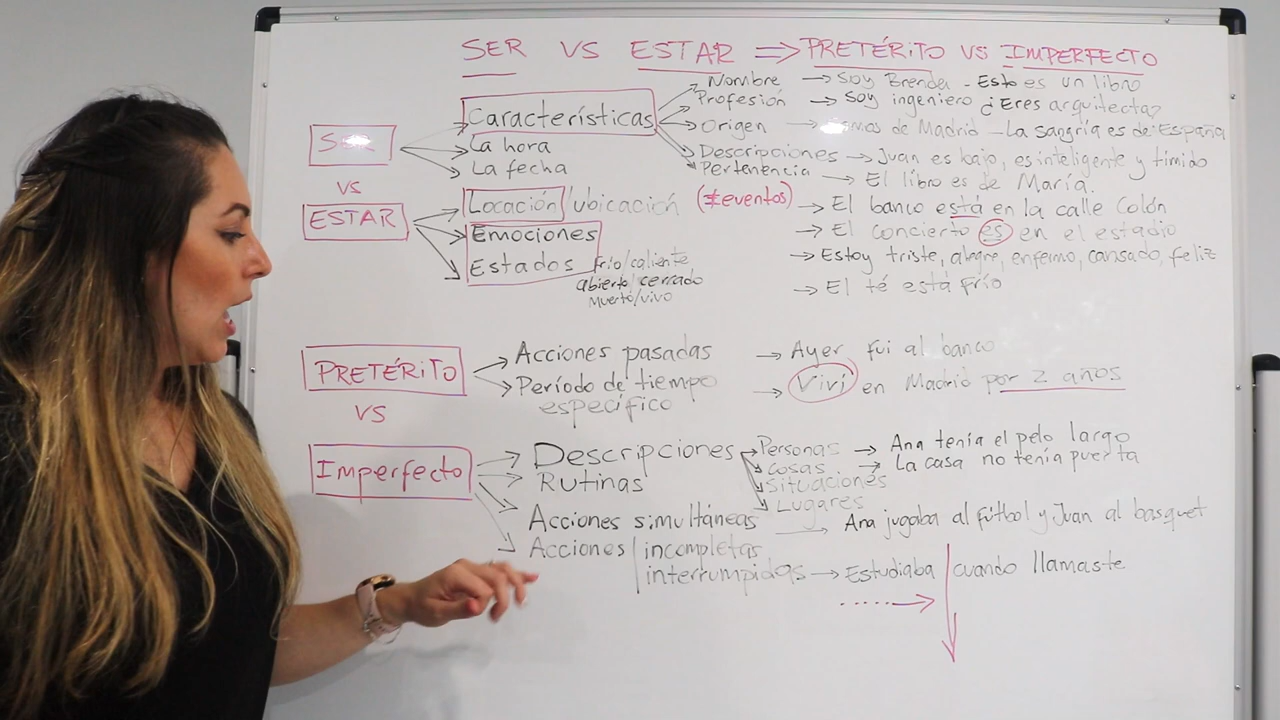 SER VS ESTAR ⇒ PRETÉRITO VS IMPERFECTO
Nombre → Soy Brenda - Esto es un libro
Características Profesión → Soy ingeniero ¿Eres arquitecta?
Origen → Somos de Madrid - La sangría es de España
SER La hora Descripciones → Juan es bajo, es inteligente y tímido
La fecha Pertenencia → El libro es de María.
VS
ESTAR Locación/ubicación (≠eventos) → El banco está en la calle Colón
Emociones → El concierto es en el estadio
Estados frío/caliente → Estoy triste, alegre, enfermo, cansado, feliz
abierto/cerrado → El té está frío
muerto/vivo
PRETÉRITO → Acciones pasadas → Ayer fui al banco
→ Período de tiempo → Viví en Madrid por 2 años
específico
VS
Imperfecto → Descripciones → Personas → Ana tenía el pelo largo
Cosas → La casa no tenía puerta
→ Rutinas Situaciones
Lugares
Acciones simultáneas → Ana jugaba al fútbol y Juan al basquet
Acciones incompletas
interrumpidas → Estudiaba cuando llamaste